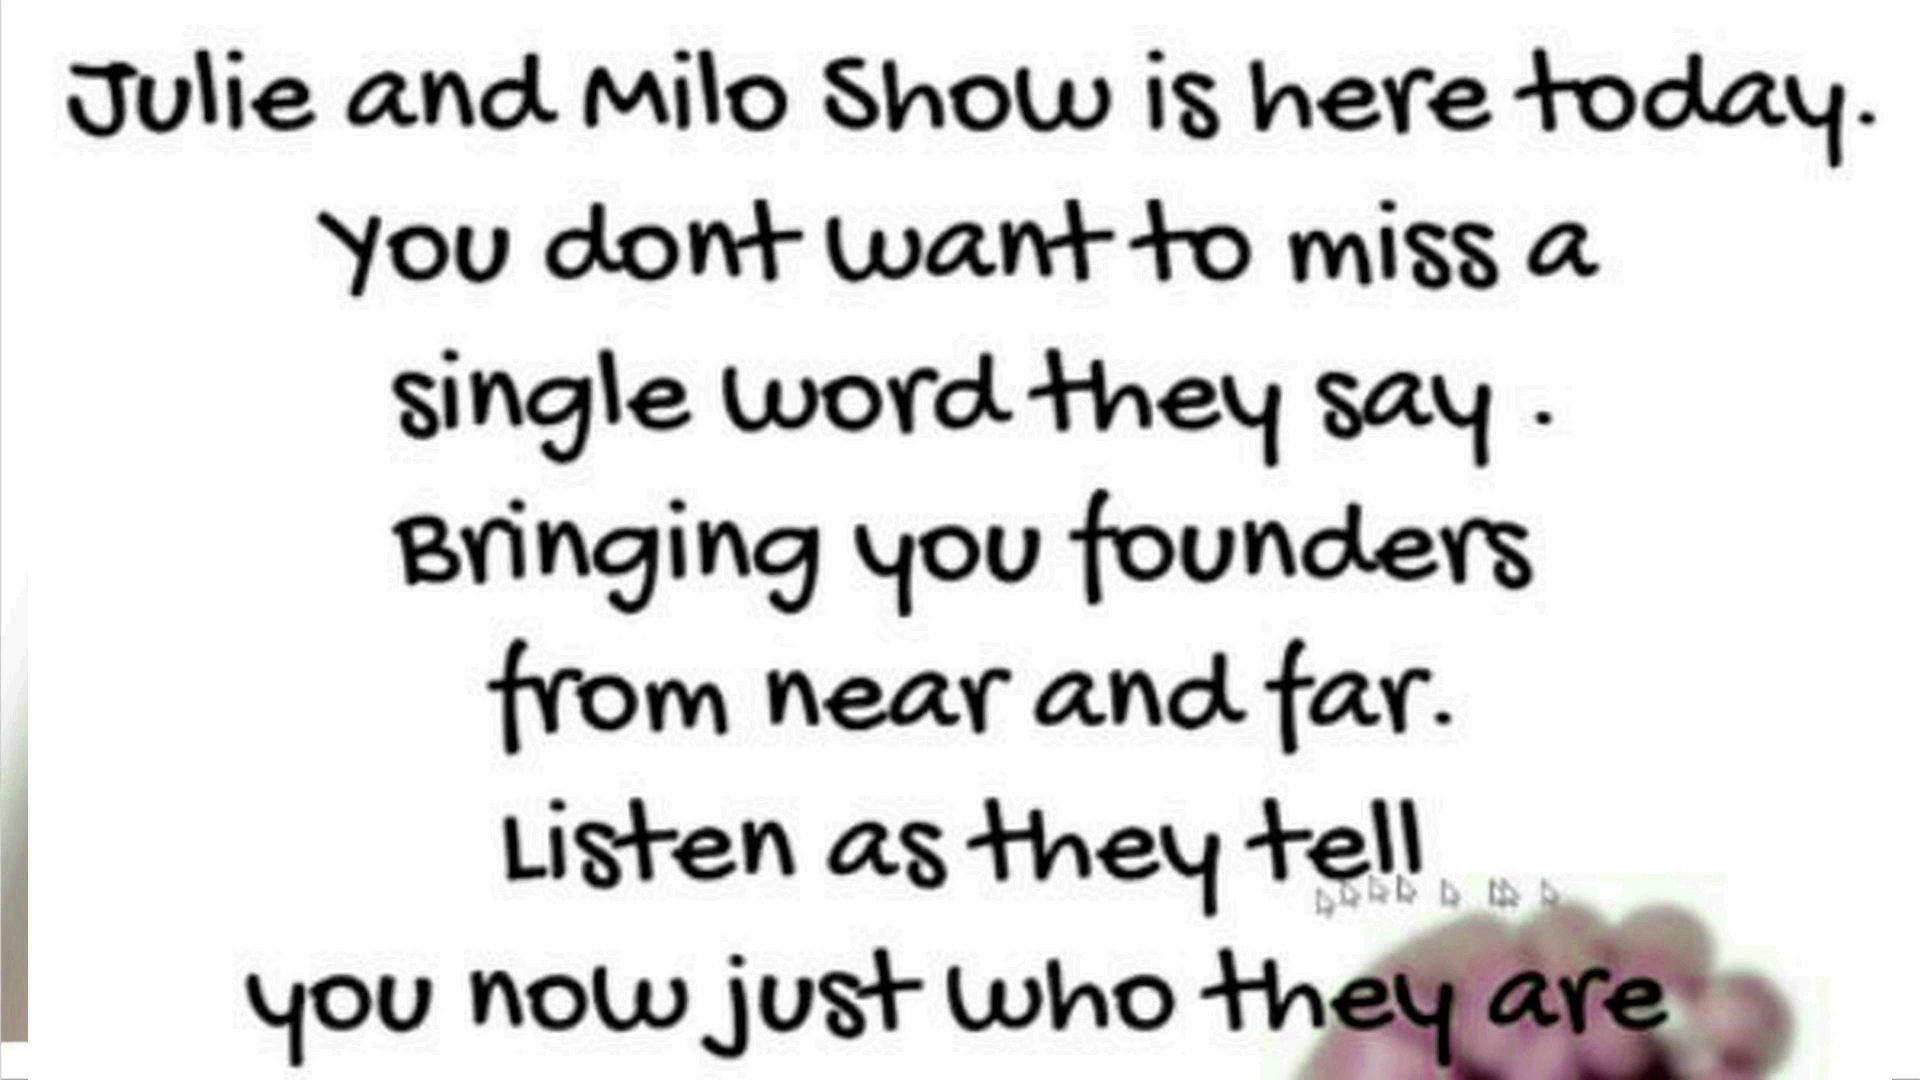 Julie and Milo Show is here today.
You dont want to miss a
single word they say .
Bringing you founders
from near and far.
Listen as they tell
you now just who they are